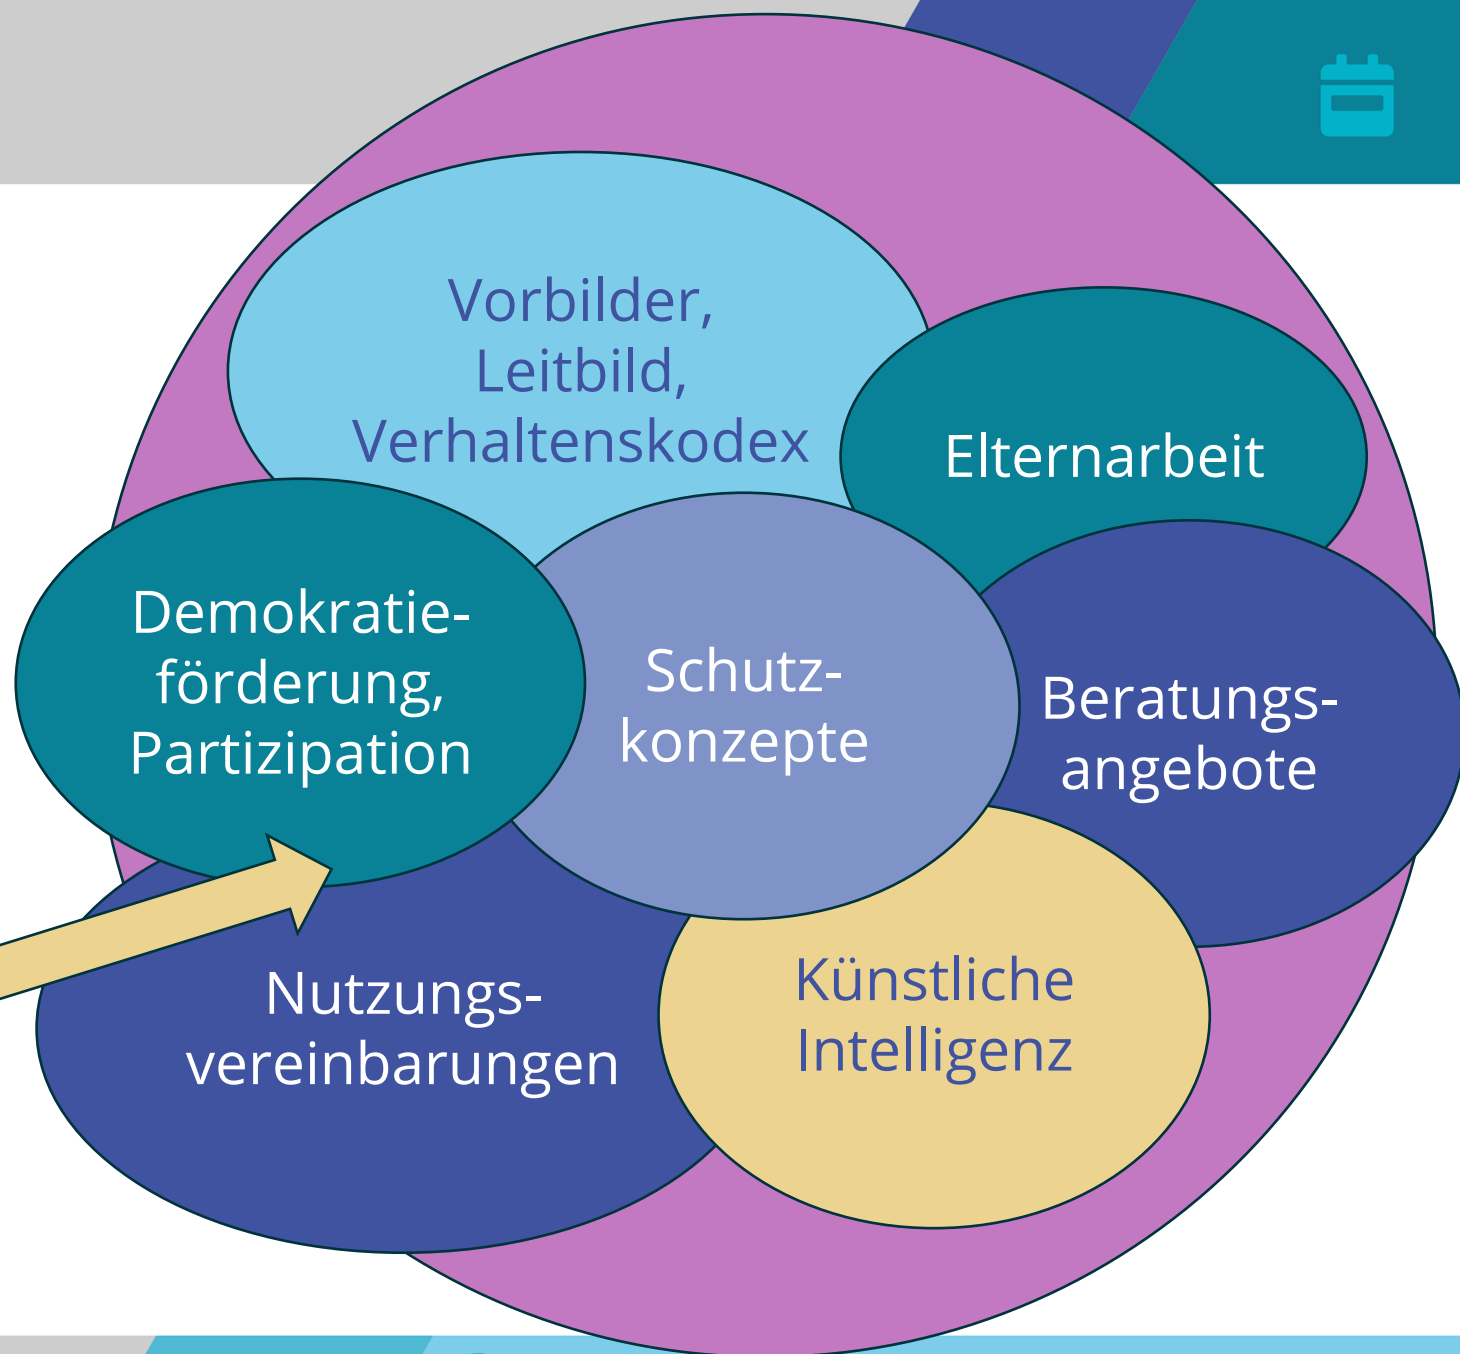 Vorbilder,
Leitbild,
Verhaltenskodex
Elternarbeit
Demokratie-
förderung,
Partizipation
Schutz-
konzepte
Beratungs-
angebote
Nutzungs-
vereinbarungen
Künstliche
Intelligenz